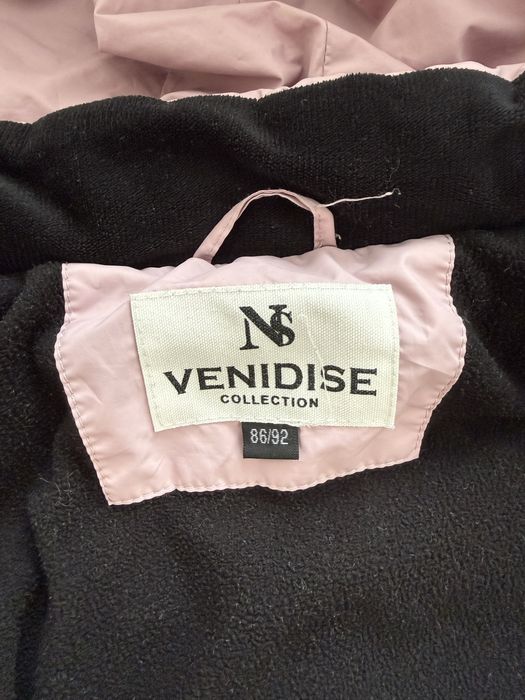 NS
VENIDISE
COLLECTION
86/92